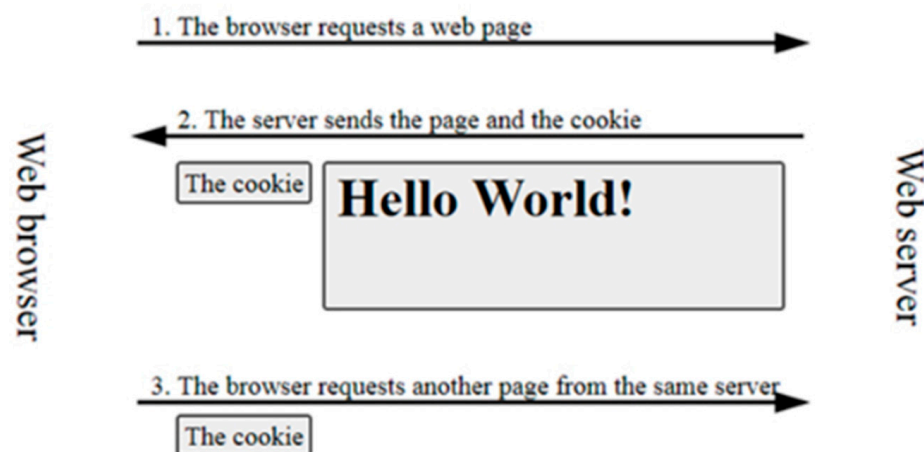 1. The browser requests a web page
2. The server sends the page and the cookie
The cookie
Hello World!
Web browser
Web server
3. The browser requests another page from the same server
The cookie